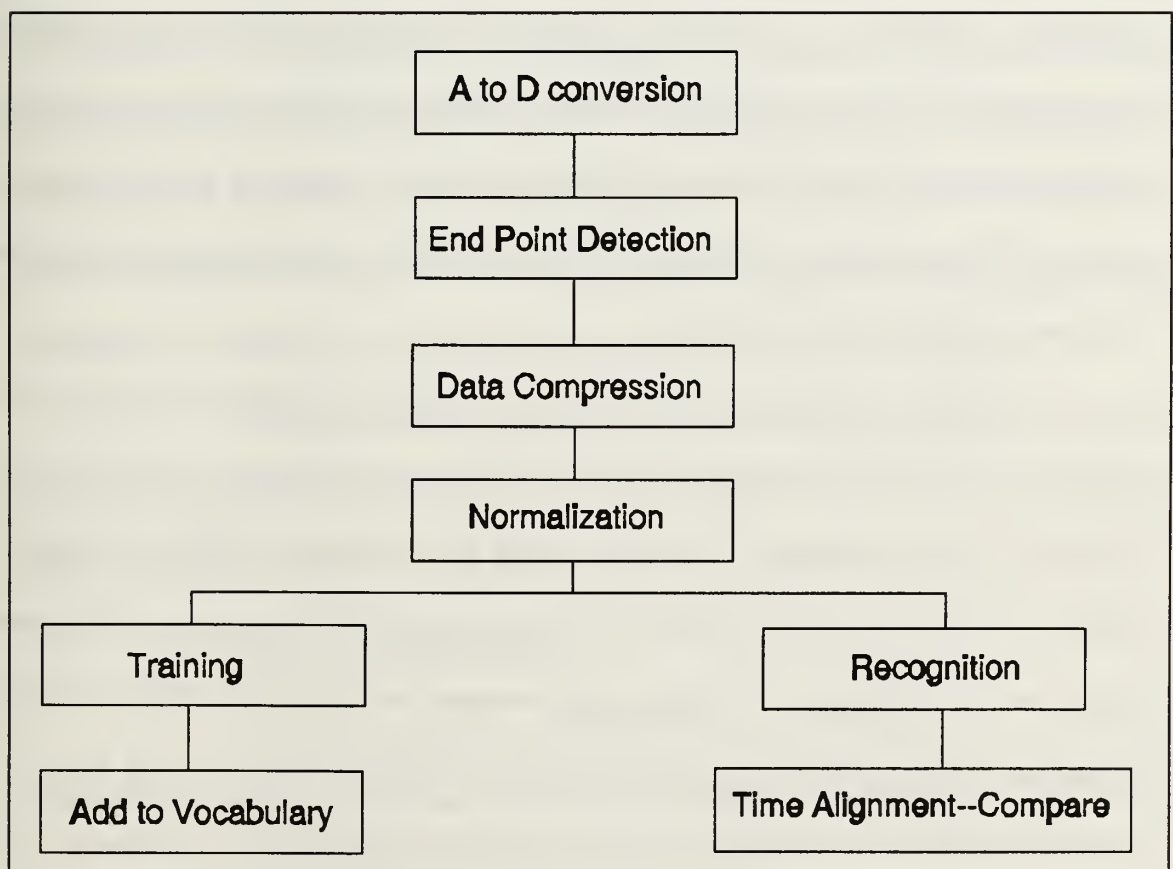 A to D conversion
End Point Detection
Data Compression
Normalization
Training
Recognition
Add to Vocabulary
Time Alignment--Compare